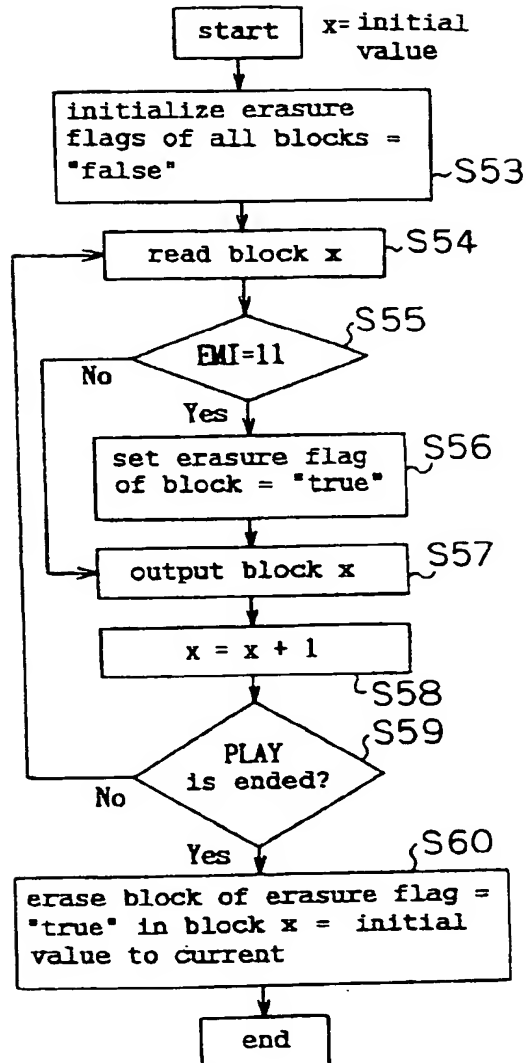 start
x= initial
value
initialize erasure
flags of all blocks =
"false"
S53
read block x
S54
S55
EMI=11
No
Yes
S56
set erasure flag
of block = "true"
S57
output block x
x = x + 1
S58
S59
PLAY
is ended?
No
Yes
S60
erase block of erasure flag =
"true" in block x = initial
value to current
end